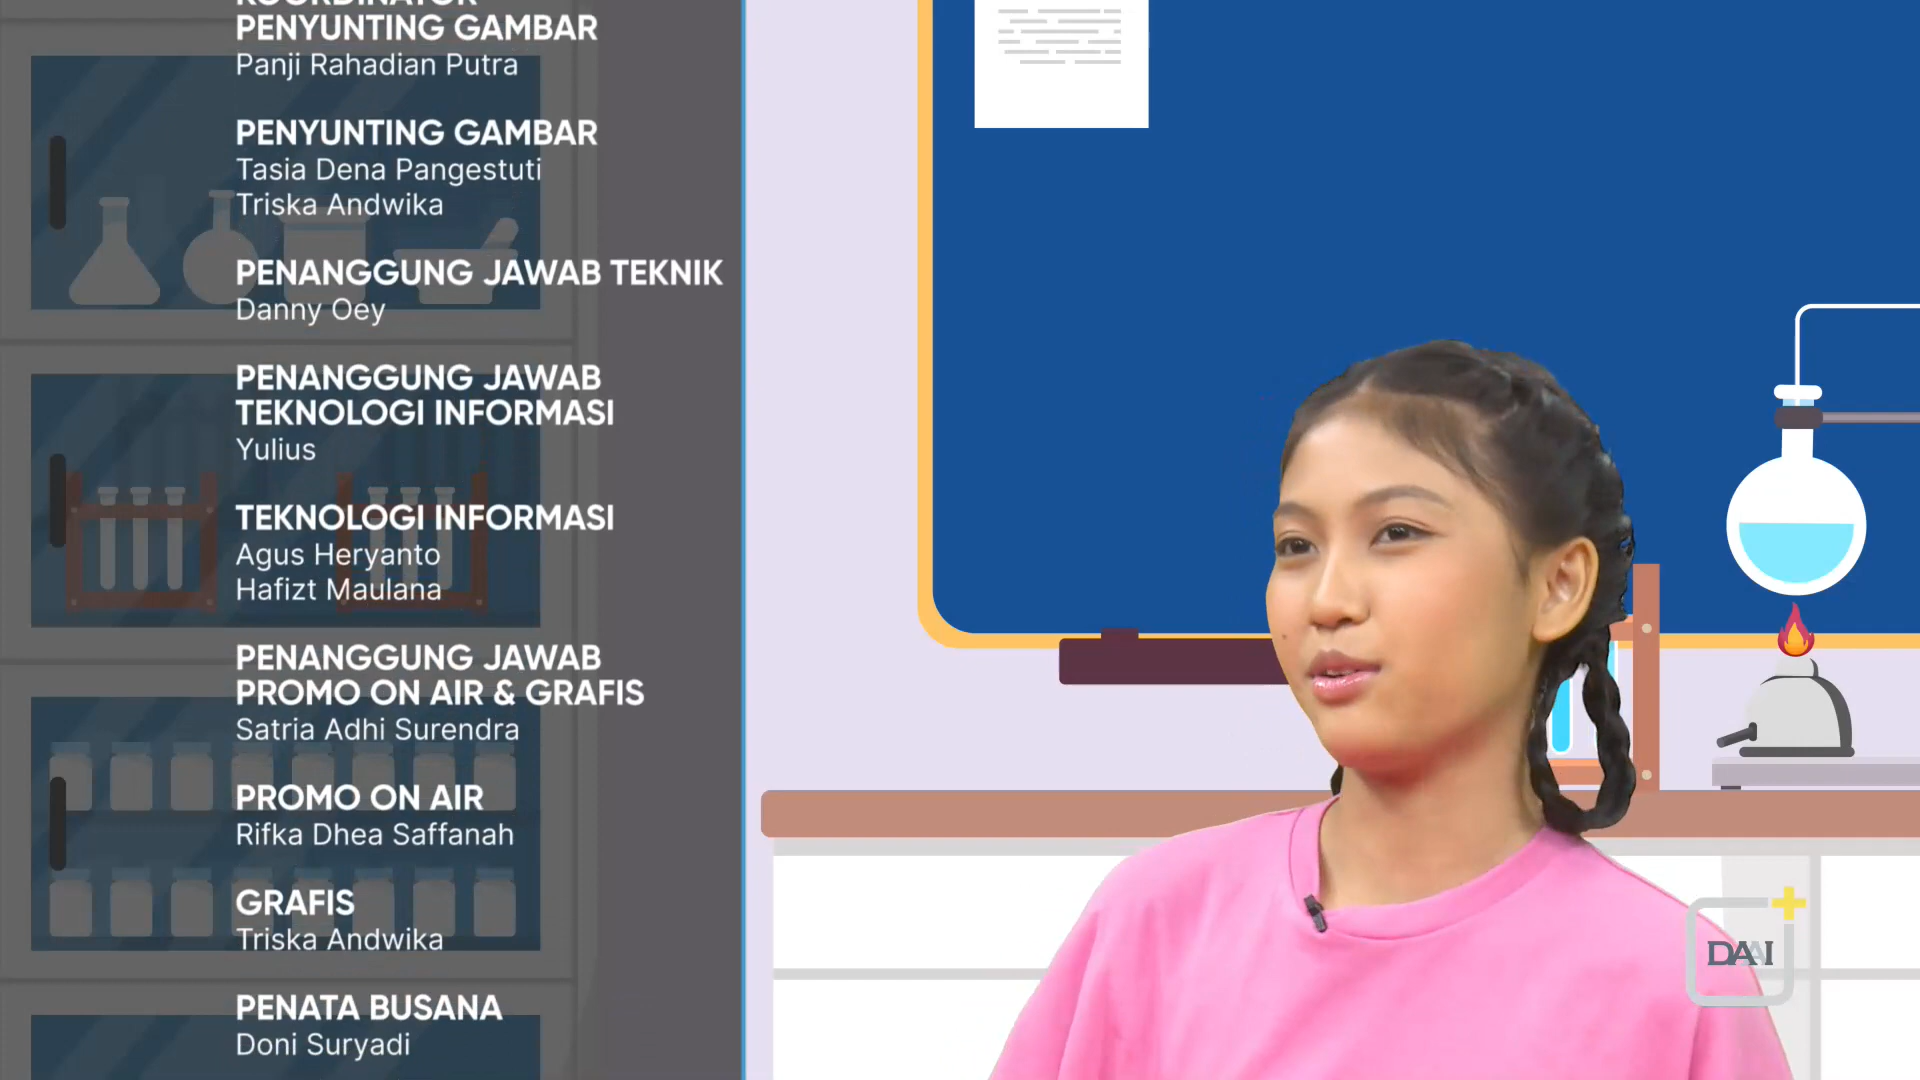 KOORDINATOR
PENYUNTING GAMBAR
Panji Rahadian Putra
PENYUNTING GAMBAR
Tasia Dena Pangestuti
Triska Andwika
PENANGGUNG JAWAB TEKNIK
Danny Oey
PENANGGUNG JAWAB
TEKNOLOGI INFORMASI
Yulius
TEKNOLOGI INFORMASI
Agus Heryanto
Hafizt Maulana
PENANGGUNG JAWAB
PROMO ON AIR & GRAFIS
Satria Adhi Surendra
PROMO ON AIR
Rifka Dhea Saffanah
GRAFIS
Triska Andwika
PENATA BUSANA
Doni Suryadi
DAAI